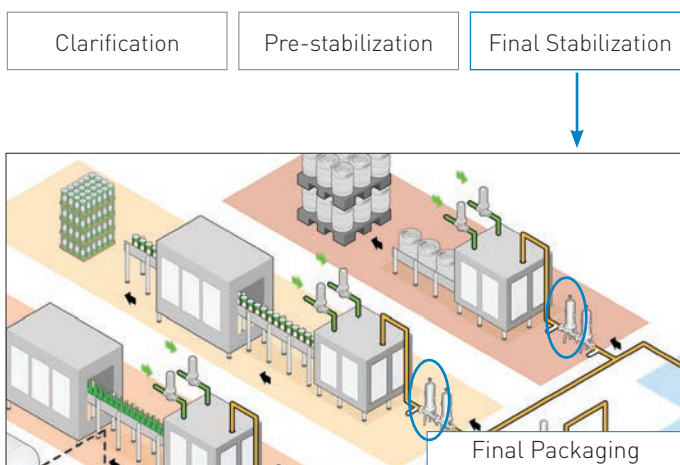 Clarification
Pre-stabilization
Final Stabilization
Final Packaging